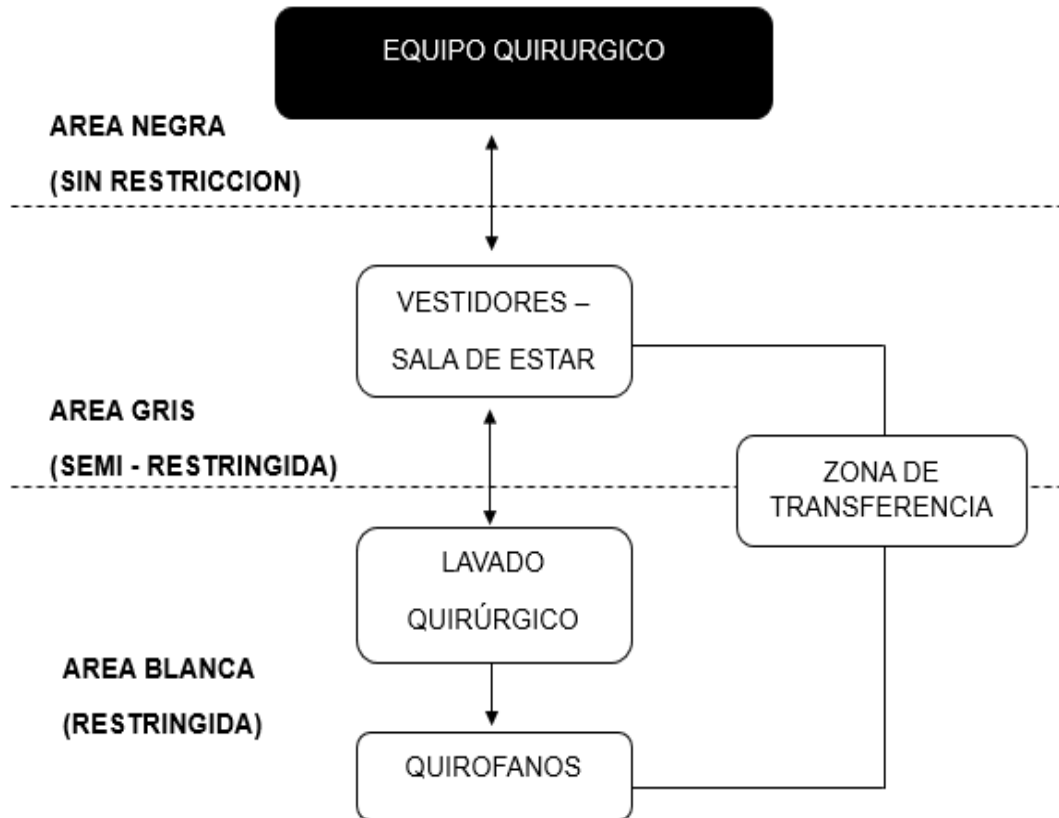 EQUIPO QUIRURGICO
AREA NEGRA
(SIN RESTRICCION)
VESTIDORES –
SALA DE ESTAR
AREA GRIS
(SEMI - RESTRINGIDA)
ZONA DE
TRANSFERENCIA
LAVADO
QUIRÚRGICO
AREA BLANCA
(RESTRINGIDA)
QUIROFANOS